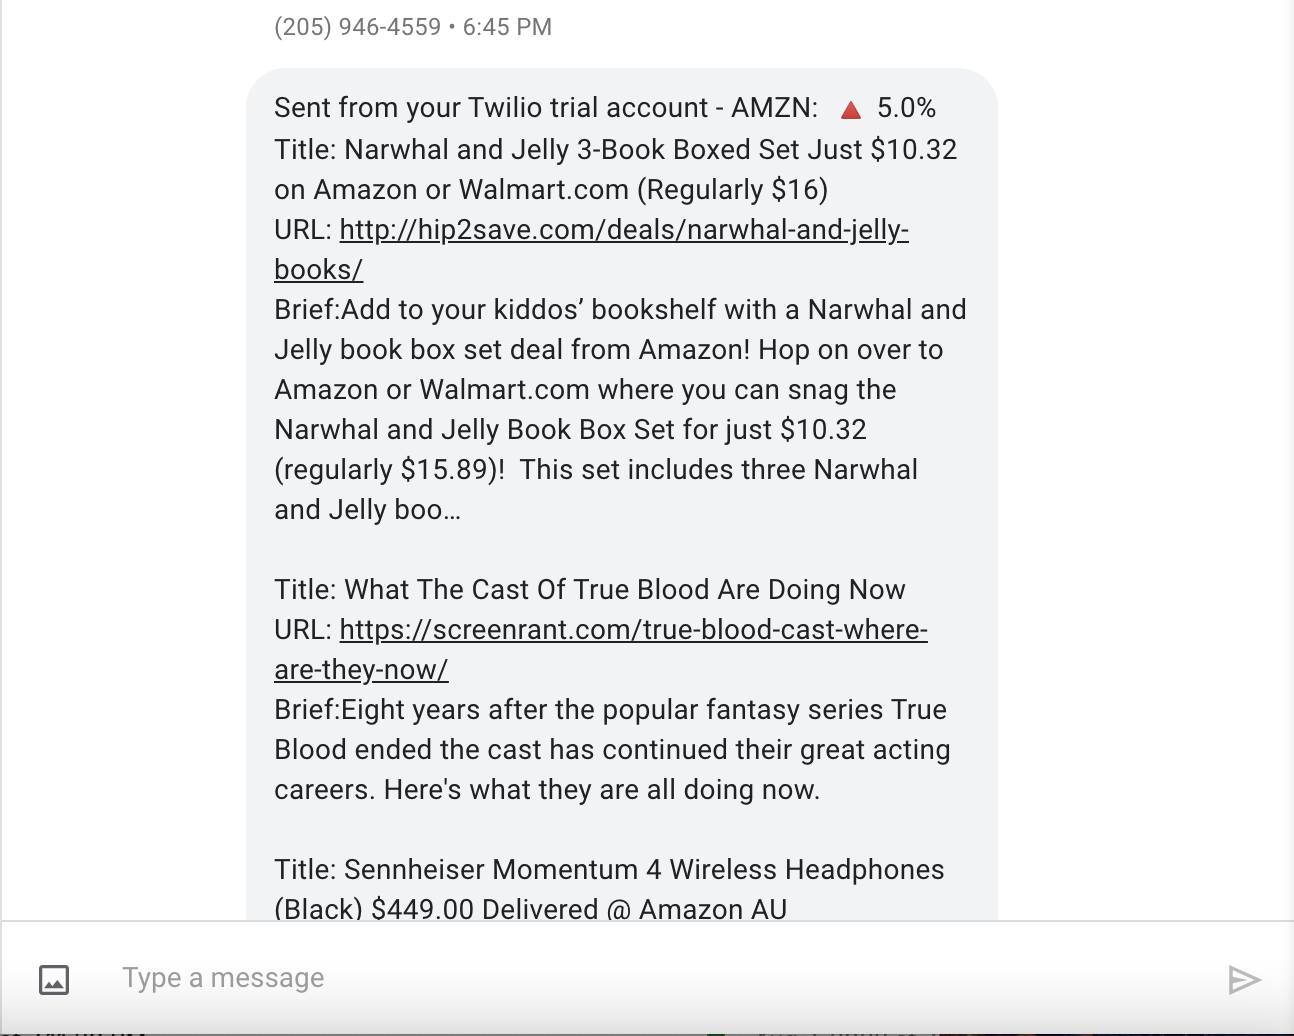 (205) 946-4559 • 6:45 PM
Sent from your Twilio trial account - AMZN: 🔺 5.0%
Title: Narwhal and Jelly 3-Book Boxed Set Just $10.32
on Amazon or Walmart.com (Regularly $16)
URL: http://hip2save.com/deals/narwhal-and-jelly-
books/
Brief:Add to your kiddos’ bookshelf with a Narwhal and
Jelly book box set deal from Amazon! Hop on over to
Amazon or Walmart.com where you can snag the
Narwhal and Jelly Book Box Set for just $10.32
(regularly $15.89)!  This set includes three Narwhal
and Jelly boo…
Title: What The Cast Of True Blood Are Doing Now
URL: https://screenrant.com/true-blood-cast-where-
are-they-now/
Brief:Eight years after the popular fantasy series True
Blood ended the cast has continued their great acting
careers. Here's what they are all doing now.
Title: Sennheiser Momentum 4 Wireless Headphones
(Black) $449.00 Delivered @ Amazon AU
Type a message